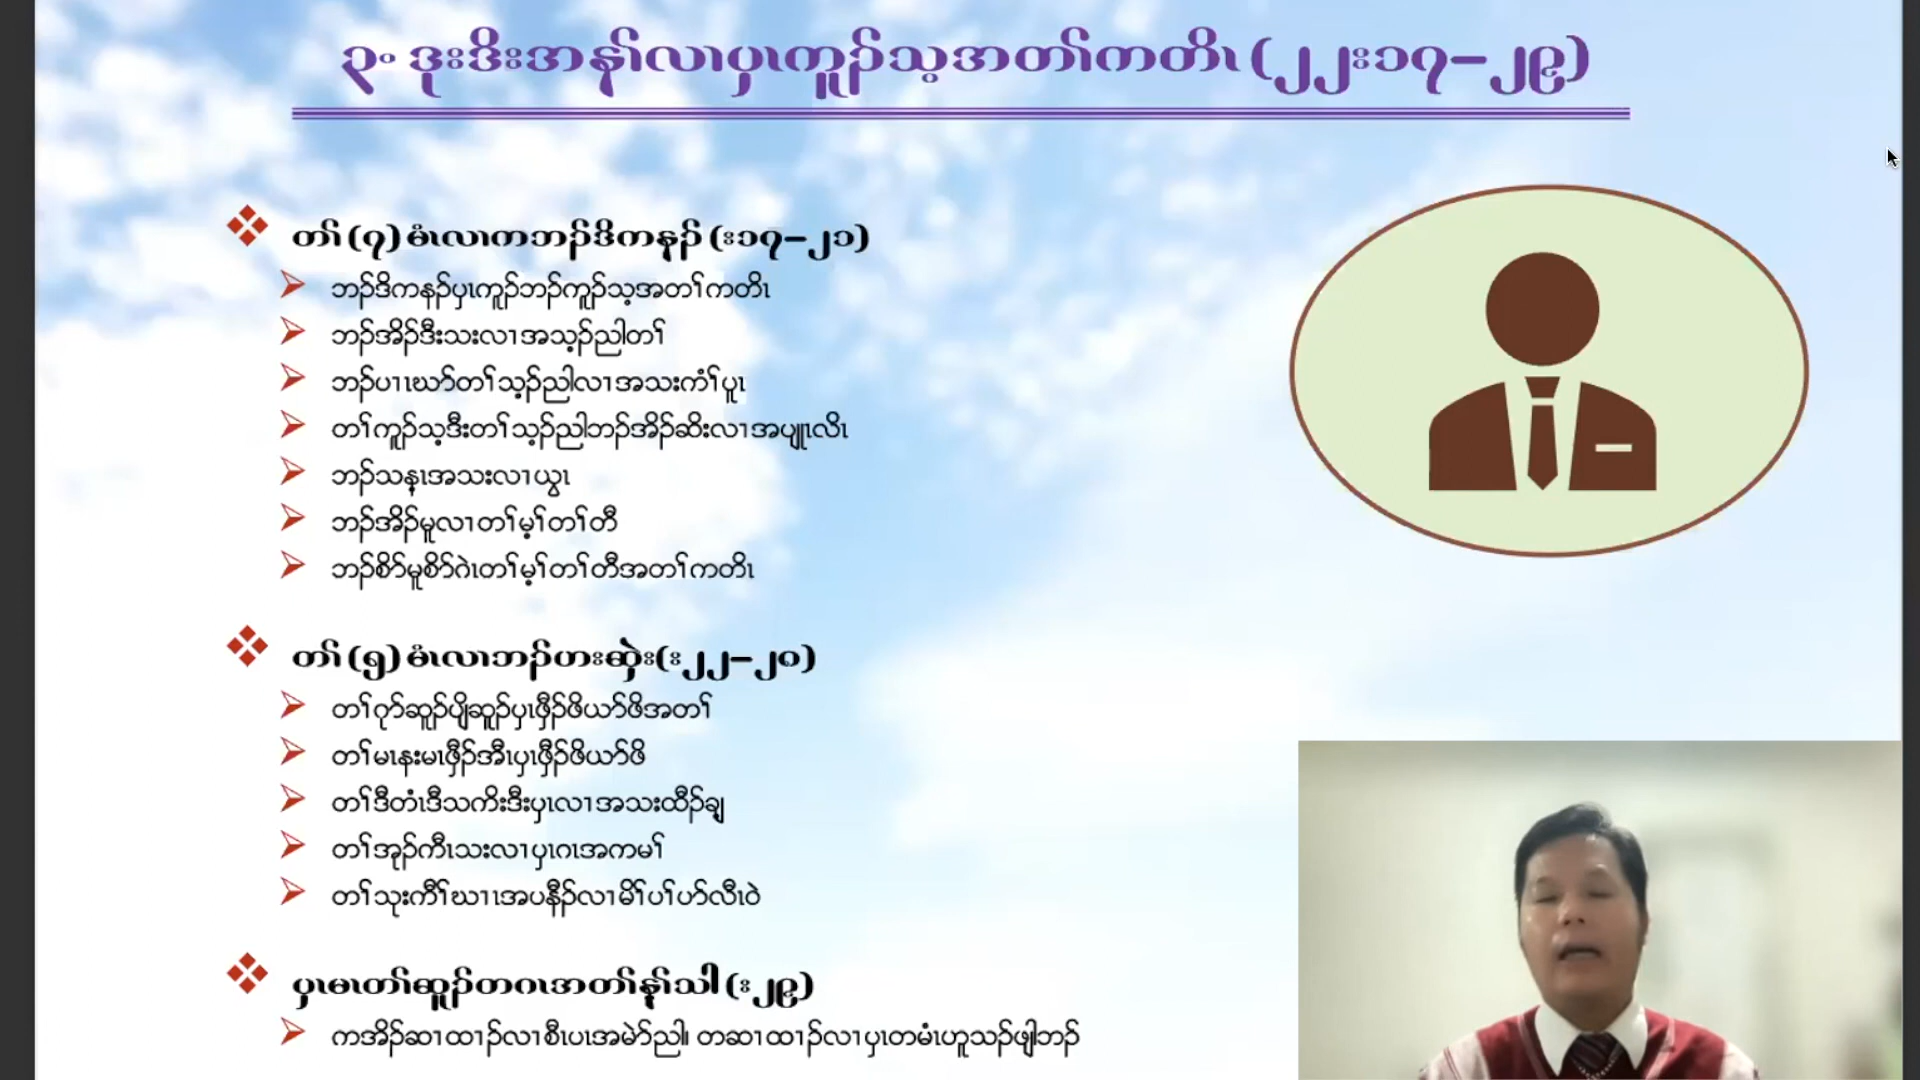 ၃. ဒုးဒိးအနၢ်လၢပှၤကူၣ်သ့အတၢ်ကတိၤ (၂၂း၁၇–၂၉)
တၢ် (၇) မံၤလၢကဘၣ်ဒိကနၣ် (း၁၇–၂၁)
ဘၣ်ဒိကနၣ်ပှၤကူၣ်ဘၣ်ကူၣ်သ့အတၢ်ကတိၤ
ဘၣ်အိၣ်ဒီးသးလၢအသ့ၣ်ညါတၢ်
ဘၣ်ပၢၤဃာ်တၢ်သ့ၣ်ညါလၢအသးကံၢ်ပူၤ
တၢ်ကူၣ်သ့ဒီးတၢ်သ့ၣ်ညါဘၣ်အိၣ်ဆိးလၢအပျုၤလိၤ
ဘၣ်သန့ၤအသးလၢယွၤ
ဘၣ်အိၣ်မူလၢတၢ်မ့ၢ်တၢ်တီ
ဘၣ်စိာ်မူစိာ်ဂဲၤတၢ်မ့ၢ်တၢ်တီအတၢ်ကတိၤ
တၢ် (၅) မံၤလၢဘၣ်ဟးဆှဲး(း၂၂–၂၈)
တၢ်ဂုာ်ဆူၣ်ပျိဆူၣ်ပှၤဖှီၣ်ဖိယာ်ဖိအတၢ်
တၢ်မၤနးမၤဖှီၣ်အီၤပှၤဖှီၣ်ဖိယာ်ဖိ
တၢ်ဒီတံၤဒီသကိးဒီးပှၤလၢအသးထီၣ်ချ့
တၢ်အုၣ်ကီၤသးလၢပှၤဂၤအကမၢ်
တၢ်သုးကီၢ်ဃၢၤအပနီၣ်လၢမိၢ်ပၢ်ပာ်လီၤဝဲ
ပှၤမၤတၢ်ဆူၣ်တဂၤအတၢ်န့ၢ်သါ (း၂၉)
ကအိၣ်ဆၢထၢၣ်လၢစီၤပၤအမဲာ်ညါ၊ တဆၢထၢၣ်လၢပှၤတမံၤဟူသၣ်ဖျါဘၣ်